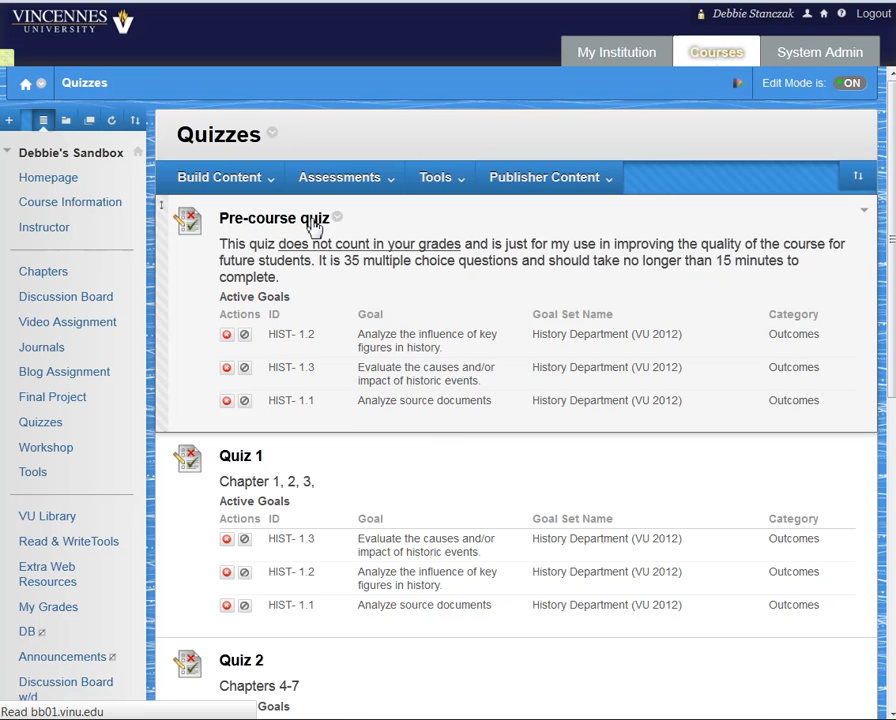 VINCENNES
UNIVERSITY
Debbie Stanczak
Logout
My Institution
Courses
System Admin
Quizzes
Edit Mode is: ON
Debbie's Sandbox
Homepage
Course Information
Instructor
Chapters
Discussion Board
Video Assignment
Journals
Blog Assignment
Final Project
Quizzes
Workshop
Tools
VU Library
Read & WriteTools
Extra Web
Resources
My Grades
DB
Announcements
Discussion Board
w/d
Read bb01.vinu.edu
Quizzes
Build Content
Assessments
Tools
Publisher Content
Pre-course quiz
This quiz does not count in your grades and is just for my use in improving the quality of the course for
future students. It is 35 multiple choice questions and should take no longer than 15 minutes to
complete.
Active Goals
Actions ID Goal Goal Set Name Category
HIST- 1.2 Analyze the influence of key History Department (VU 2012) Outcomes
figures in history.
HIST- 1.3 Evaluate the causes and/or History Department (VU 2012) Outcomes
impact of historic events.
HIST- 1.1 Analyze source documents History Department (VU 2012) Outcomes
Quiz 1
Chapter 1, 2, 3,
Active Goals
Actions ID Goal Goal Set Name Category
HIST- 1.3 Evaluate the causes and/or History Department (VU 2012) Outcomes
impact of historic events.
HIST- 1.2 Analyze the influence of key History Department (VU 2012) Outcomes
figures in history.
HIST- 1.1 Analyze source documents History Department (VU 2012) Outcomes
Quiz 2
Chapters 4-7
Goals